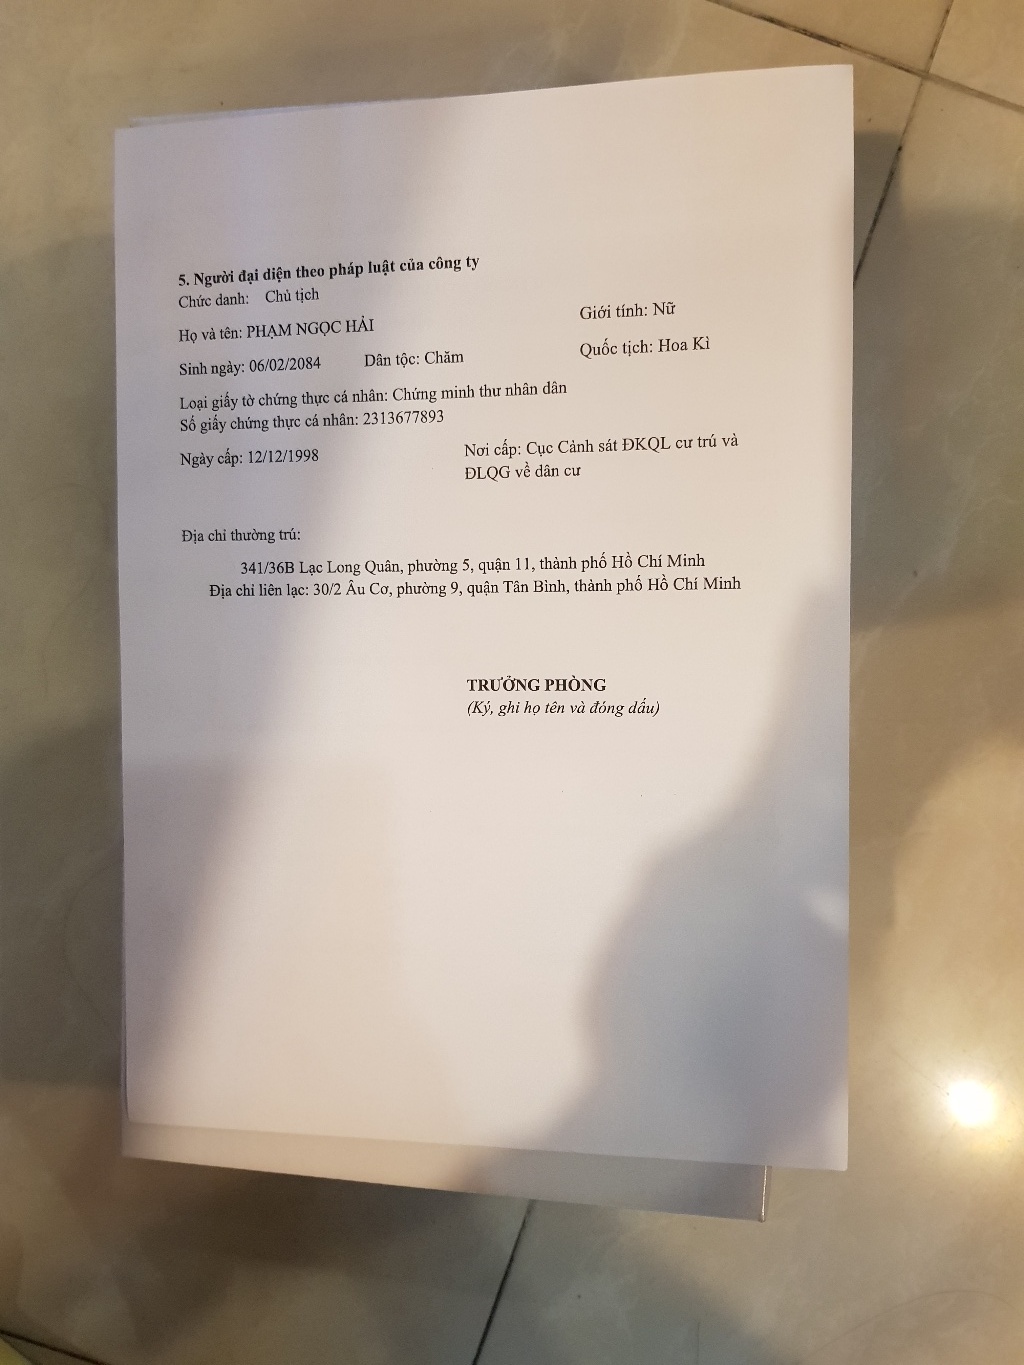 5. Người đại diện theo pháp luật của công ty
Chức danh: Chủ tịch
Họ và tên: PHẠM NGỌC HẢI Giới tính: Nữ
Sinh ngày: 06/02/2084 Dân tộc: Chăm Quốc tịch: Hoa Kì
Loại giấy tờ chứng thực cá nhân: Chứng minh thư nhân dân
Số giấy chứng thực cá nhân: 2313677893
Ngày cấp: 12/12/1998 Nơi cấp: Cục Cảnh sát ĐKQL cư trú và
ĐLQG về dân cư
Địa chỉ thường trú:
341/36B Lạc Long Quân, phường 5, quận 11, thành phố Hồ Chí Minh
Địa chỉ liên lạc: 30/2 Âu Cơ, phường 9, quận Tân Bình, thành phố Hồ Chí Minh
TRƯỞNG PHÒNG
(Ký, ghi họ tên và đóng dấu)